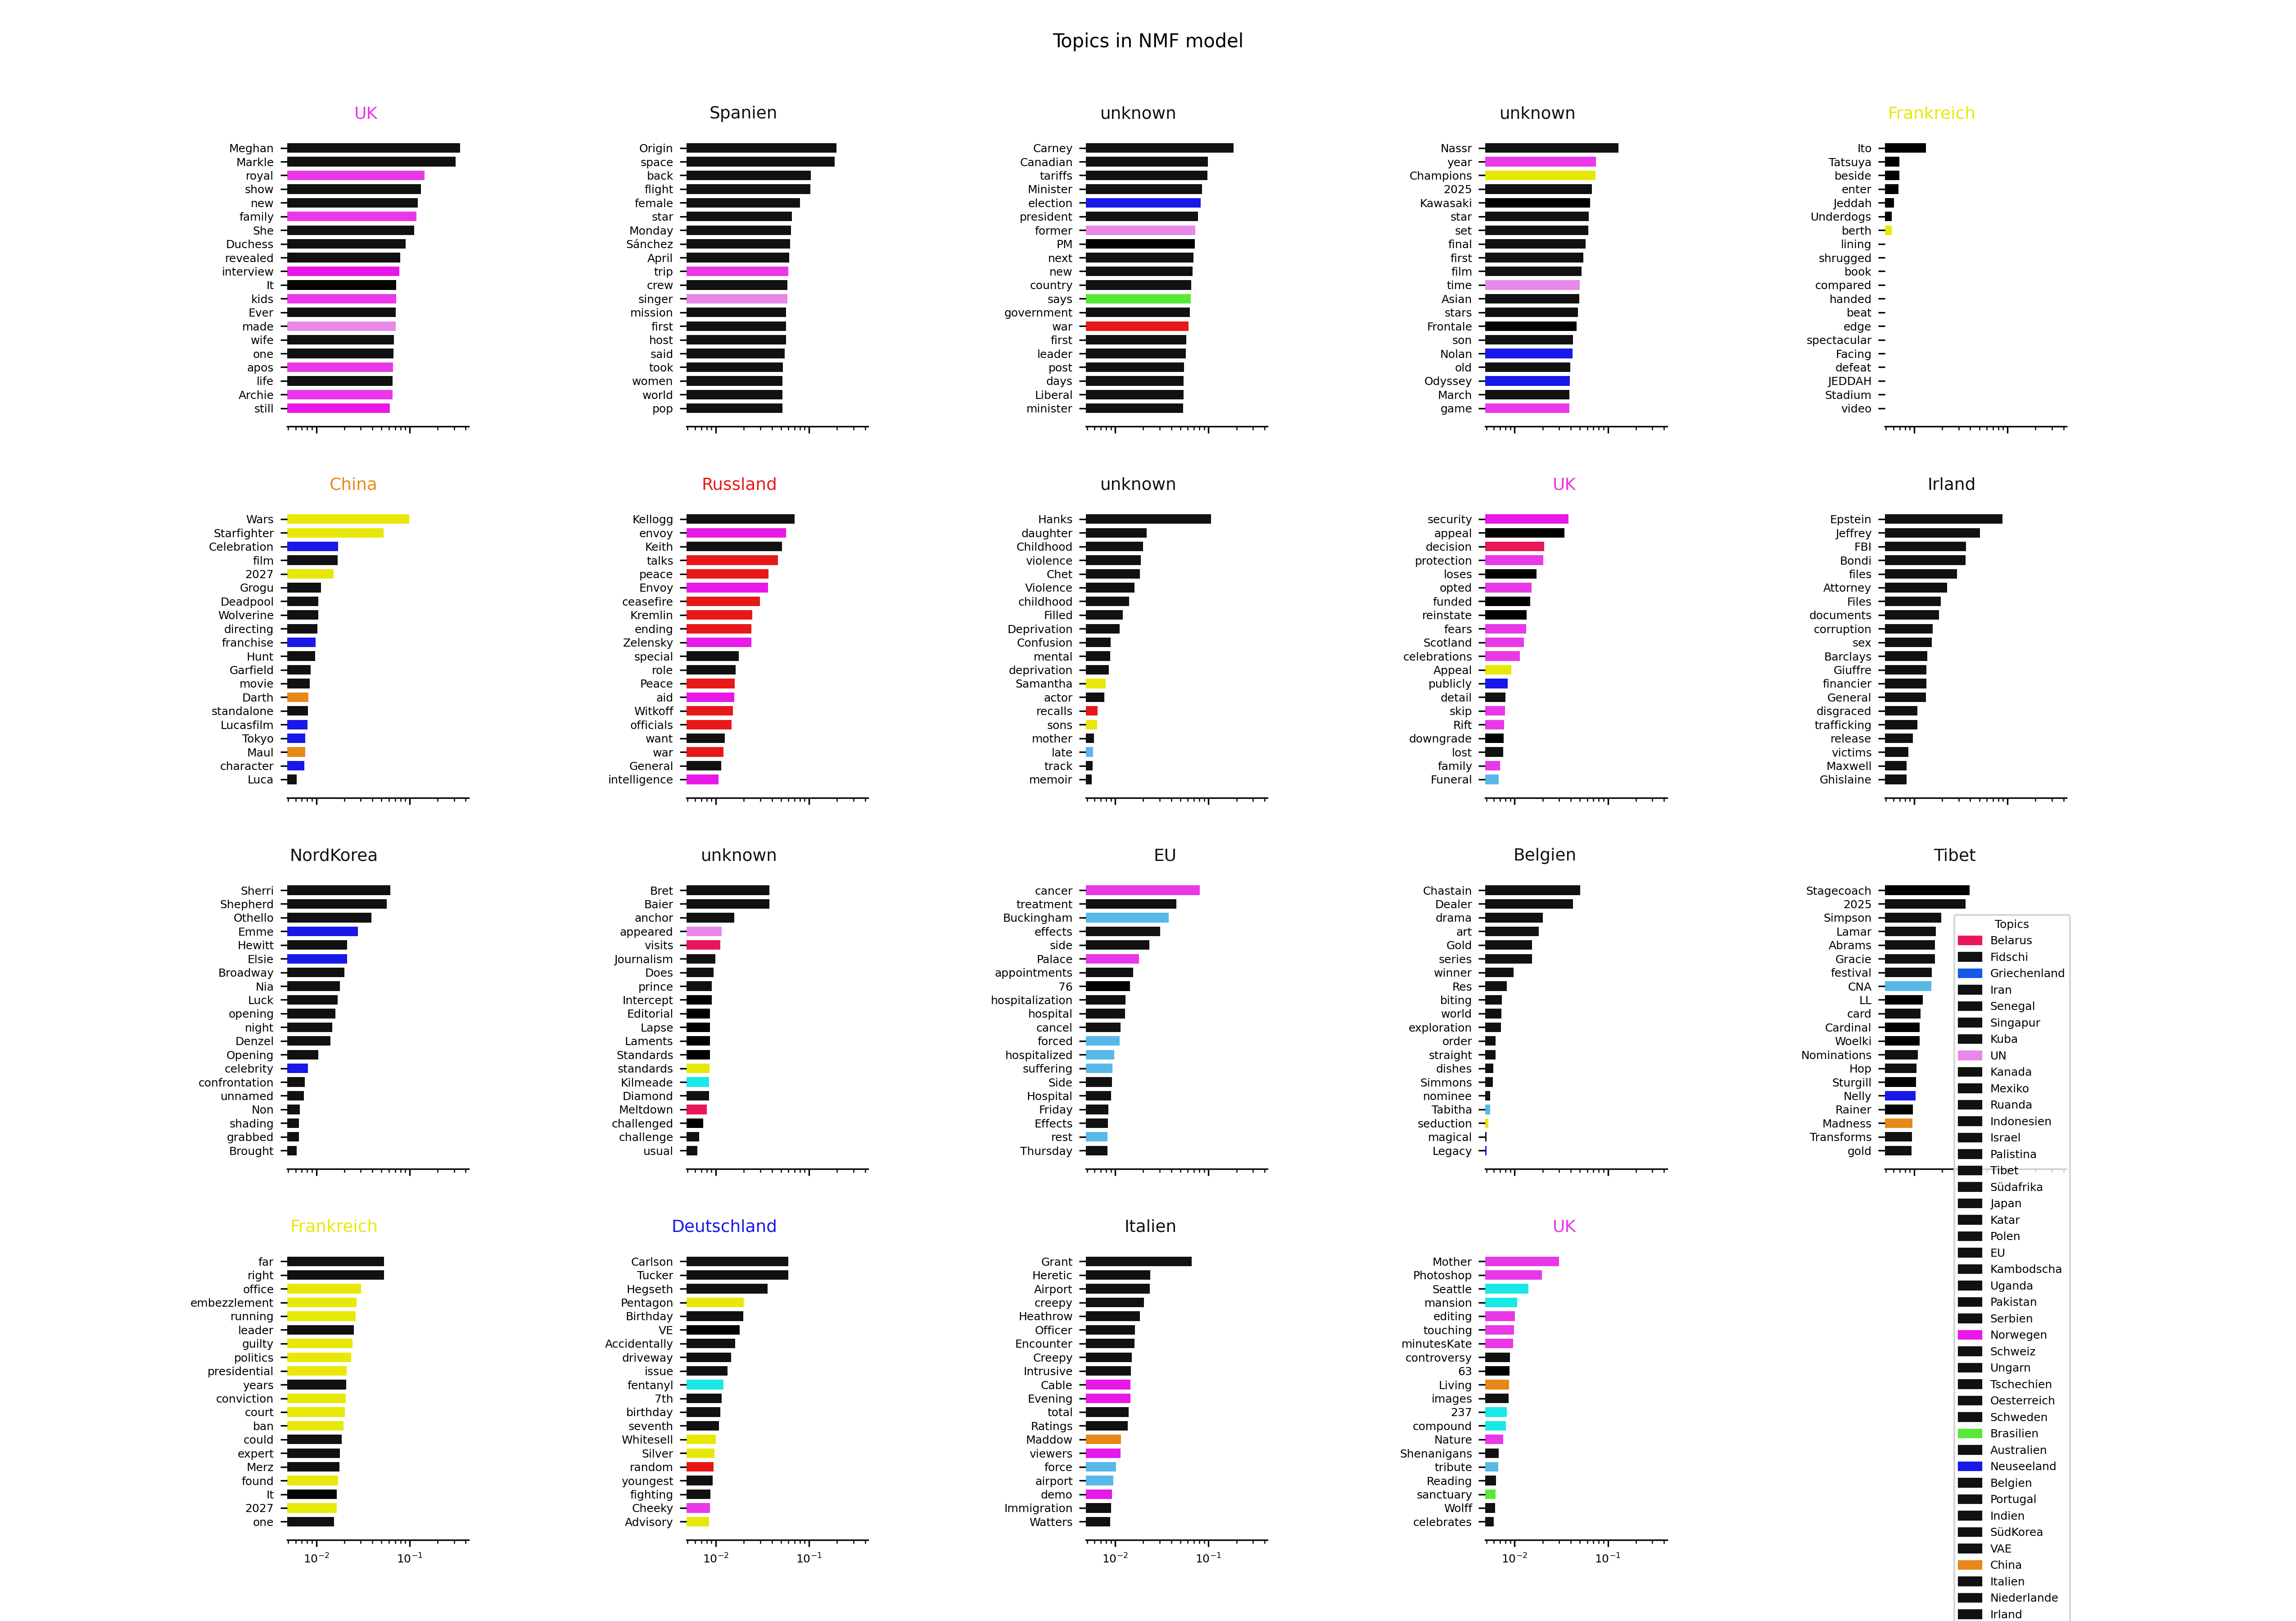 Topics in NMF model
UK
Meghan
Markle
royal
show
new
family
She
Duchess
revealed
interview
It
kids
Ever
made
wife
one
apos
life
Archie
still
Spanien
Origin
space
back
flight
female
star
Monday
Sánchez
April
trip
crew
singer
mission
first
host
said
took
women
world
pop
unknown
Carney
Canadian
tariffs
Minister
election
president
former
PM
next
new
country
says
government
war
first
leader
post
days
Liberal
minister
unknown
Nassr
year
Champions
2025
Kawasaki
star
set
final
first
film
time
Asian
stars
Frontale
son
Nolan
old
Odyssey
March
game
Frankreich
Ito
Tatsuya
beside
enter
Jeddah
Underdogs
berth
lining
shrugged
book
compared
handed
beat
edge
spectacular
Facing
defeat
JEDDAH
Stadium
video
China
Wars
Starfighter
Celebration
film
2027
Grogu
Deadpool
Wolverine
directing
franchise
Hunt
Garfield
movie
Darth
standalone
Lucasfilm
Tokyo
Maul
character
Luca
Russland
Kellogg
envoy
Keith
talks
peace
Envoy
ceasefire
Kremlin
ending
Zelensky
special
role
Peace
aid
Witkoff
officials
want
war
General
intelligence
unknown
Hanks
daughter
Childhood
violence
Chet
Violence
childhood
Filled
Deprivation
Confusion
mental
deprivation
Samantha
actor
recalls
sons
mother
late
track
memoir
UK
security
appeal
decision
protection
loses
opted
funded
reinstate
fears
Scotland
celebrations
Appeal
publicly
detail
skip
Rift
downgrade
lost
family
Funeral
Irland
Epstein
Jeffrey
FBI
Bondi
files
Attorney
Files
documents
corruption
sex
Barclays
Giuffre
financier
General
disgraced
trafficking
release
victims
Maxwell
Ghislaine
NordKorea
Sherri
Shepherd
Othello
Emme
Hewitt
Elsie
Broadway
Nia
Luck
opening
night
Denzel
Opening
celebrity
confrontation
unnamed
Non
shading
grabbed
Brought
unknown
Bret
Baier
anchor
appeared
visits
Journalism
Does
prince
Intercept
Editorial
Lapse
Laments
Standards
standards
Kilmeade
Diamond
Meltdown
challenged
challenge
usual
EU
cancer
treatment
Buckingham
effects
side
Palace
appointments
76
hospitalization
hospital
cancel
forced
hospitalized
suffering
Side
Hospital
Friday
Effects
rest
Thursday
Belgien
Chastain
Dealer
drama
art
Gold
series
winner
Res
biting
world
exploration
order
straight
dishes
Simmons
nominee
Tabitha
seduction
magical
Legacy
Tibet
Stagecoach
2025
Simpson
Lamar
Abrams
Gracie
festival
CNA
LL
card
Cardinal
Woelki
Nominations
Hop
Sturgill
Nelly
Rainer
Madness
Transforms
gold
Frankreich
far
right
office
embezzlement
running
leader
guilty
politics
presidential
years
conviction
court
ban
could
expert
Merz
found
It
2027
one
10⁻² 10⁻¹
Deutschland
Carlson
Tucker
Hegseth
Pentagon
Birthday
VE
Accidentally
driveway
issue
fentanyl
7th
birthday
seventh
Whitesell
Silver
random
youngest
fighting
Cheeky
Advisory
10⁻² 10⁻¹
Italien
Grant
Heretic
Airport
creepy
Heathrow
Officer
Encounter
Creepy
Intrusive
Cable
Evening
total
Ratings
Maddow
viewers
force
airport
demo
Immigration
Watters
10⁻² 10⁻¹
UK
Mother
Photoshop
Seattle
mansion
editing
touching
minutesKate
controversy
63
Living
images
237
compound
Nature
Shenanigans
tribute
Reading
sanctuary
Wolff
celebrates
10⁻² 10⁻¹
Topics
Belarus
Fidschi
Griechenland
Iran
Senegal
Singapur
Kuba
UN
Kanada
Mexiko
Ruanda
Indonesien
Israel
Palistina
Tibet
Südafrika
Japan
Katar
Polen
EU
Kambodscha
Uganda
Pakistan
Serbien
Norwegen
Schweiz
Ungarn
Tschechien
Oesterreich
Schweden
Brasilien
Australien
Neuseeland
Belgien
Portugal
Indien
SüdKorea
VAE
China
Italien
Niederlande
Irland